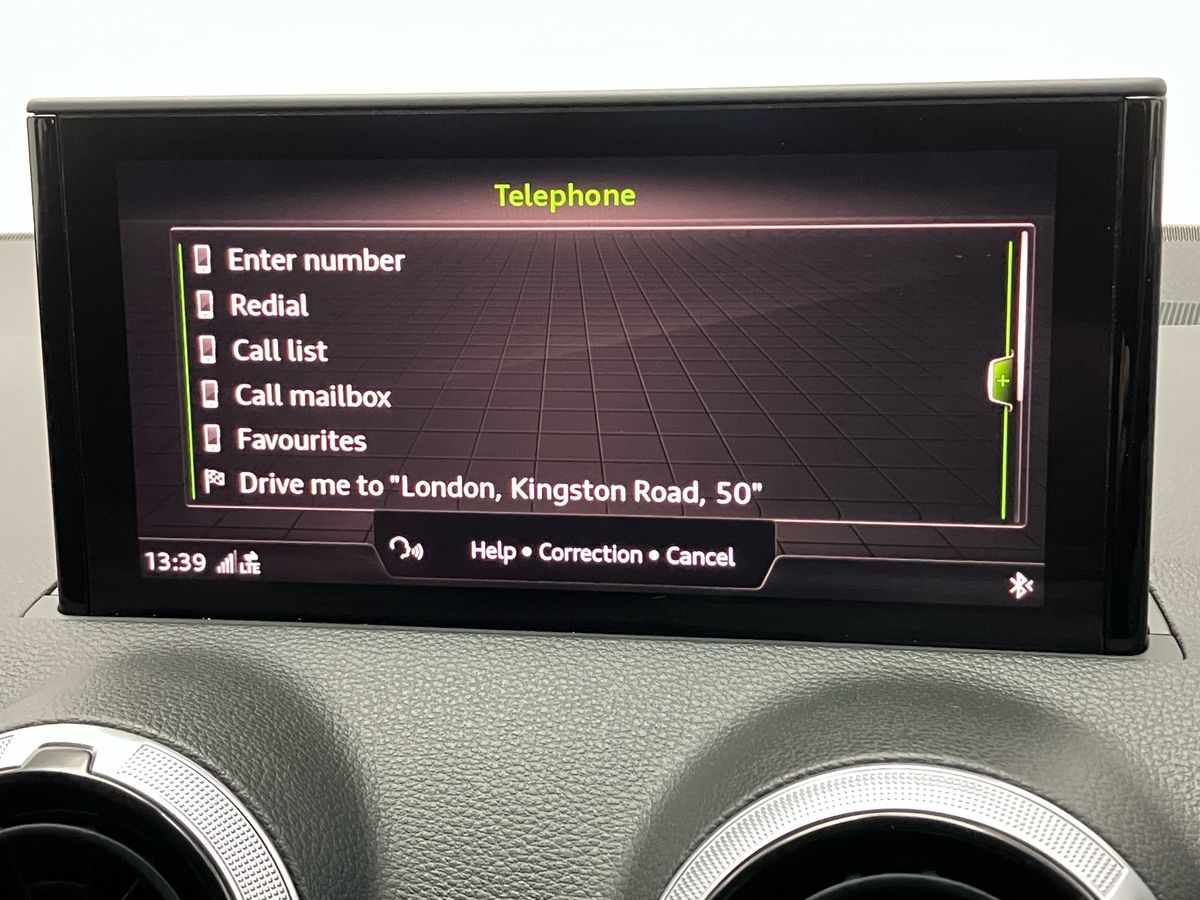 Telephone
Enter number
Redial
Call list
Call mailbox
Favourites
Drive me to "London, Kingston Road, 50"
Help • Correction • Cancel
13:39 LTE